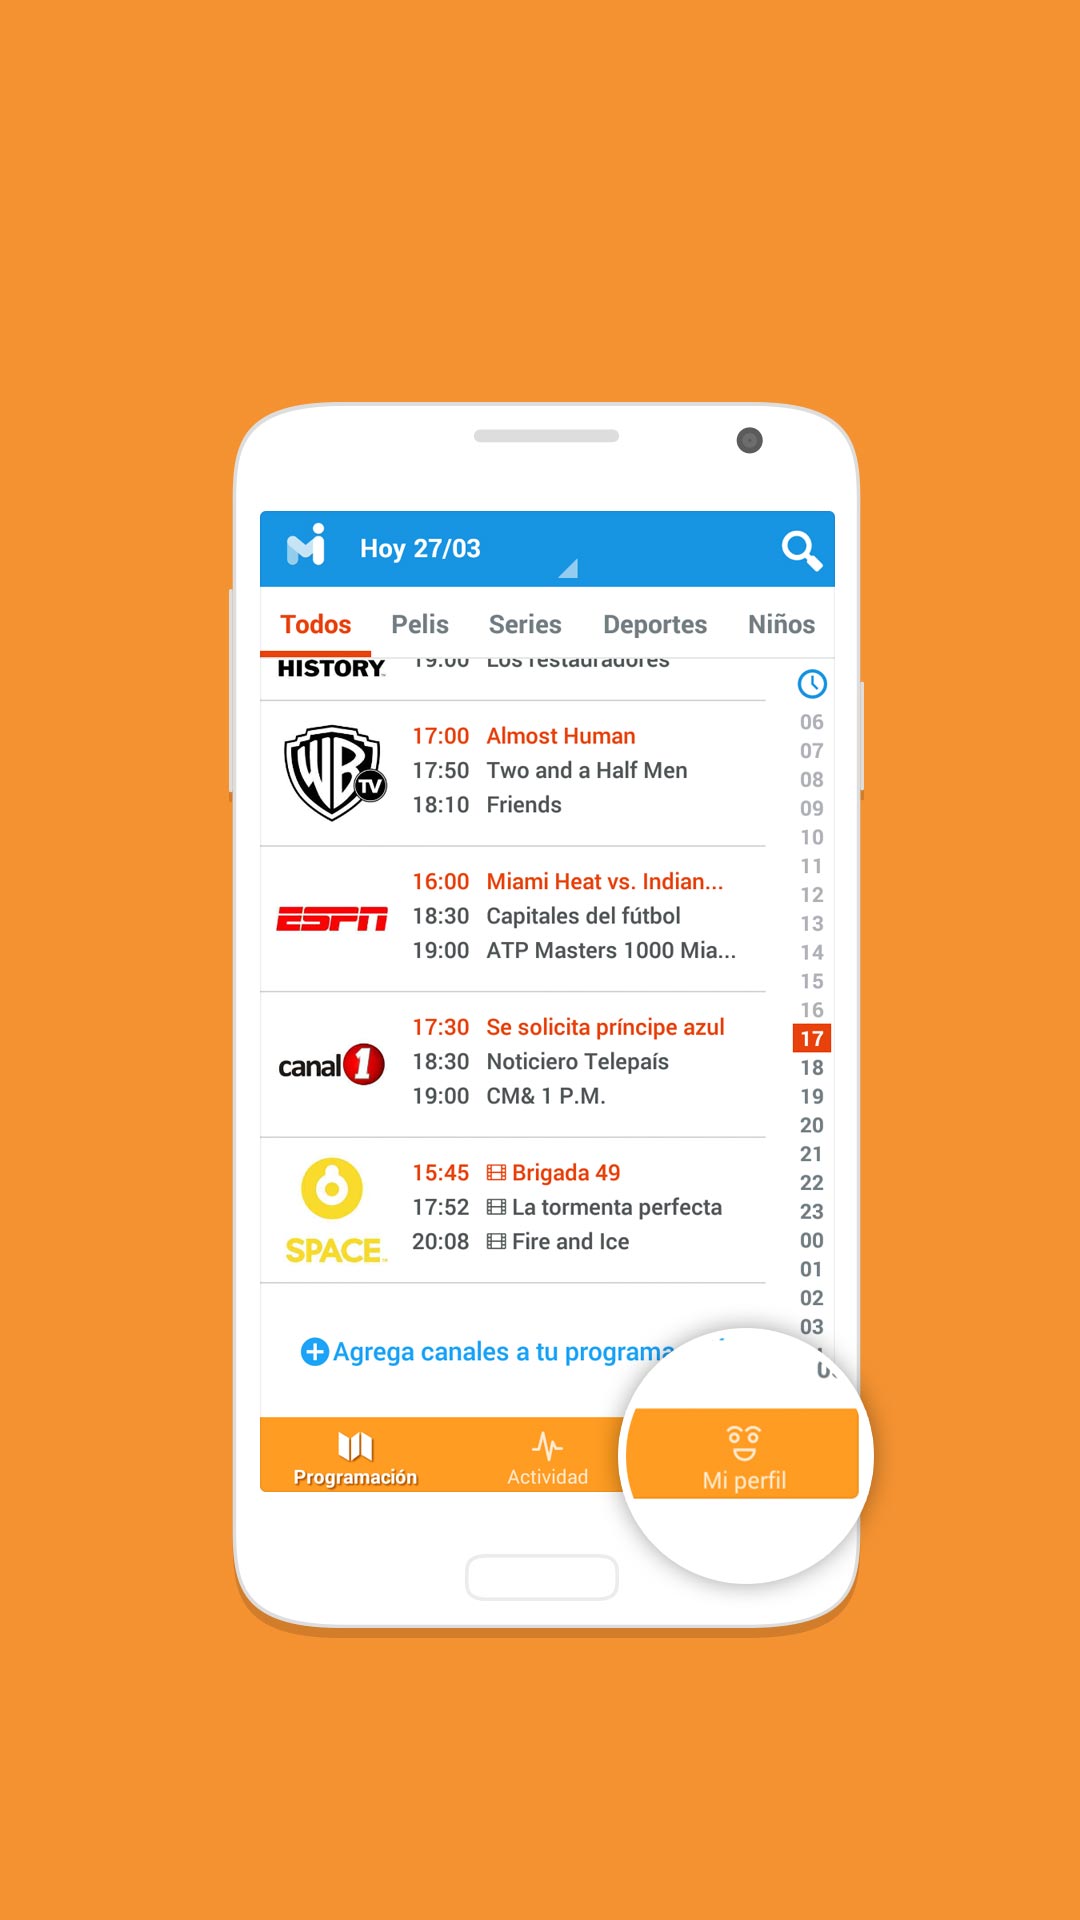 Hoy 27/03
Todos Pelis Series Deportes Niños
HISTORY 19:00 Los restauradores
06
07
08
09
10
11
12
13
14
15
16
17
18
19
20
21
22
23
00
01
02
03
WB TV
17:00 Almost Human
17:50 Two and a Half Men
18:10 Friends
ESPN
16:00 Miami Heat vs. Indian...
18:30 Capitales del fútbol
19:00 ATP Masters 1000 Mia...
canal 1
17:30 Se solicita príncipe azul
18:30 Noticiero Telepaís
19:00 CM& 1 P.M.
SPACE
15:45 Brigada 49
17:52 La tormenta perfecta
20:08 Fire and Ice
Agrega canales a tu programa
Programación Actividad Mi perfil